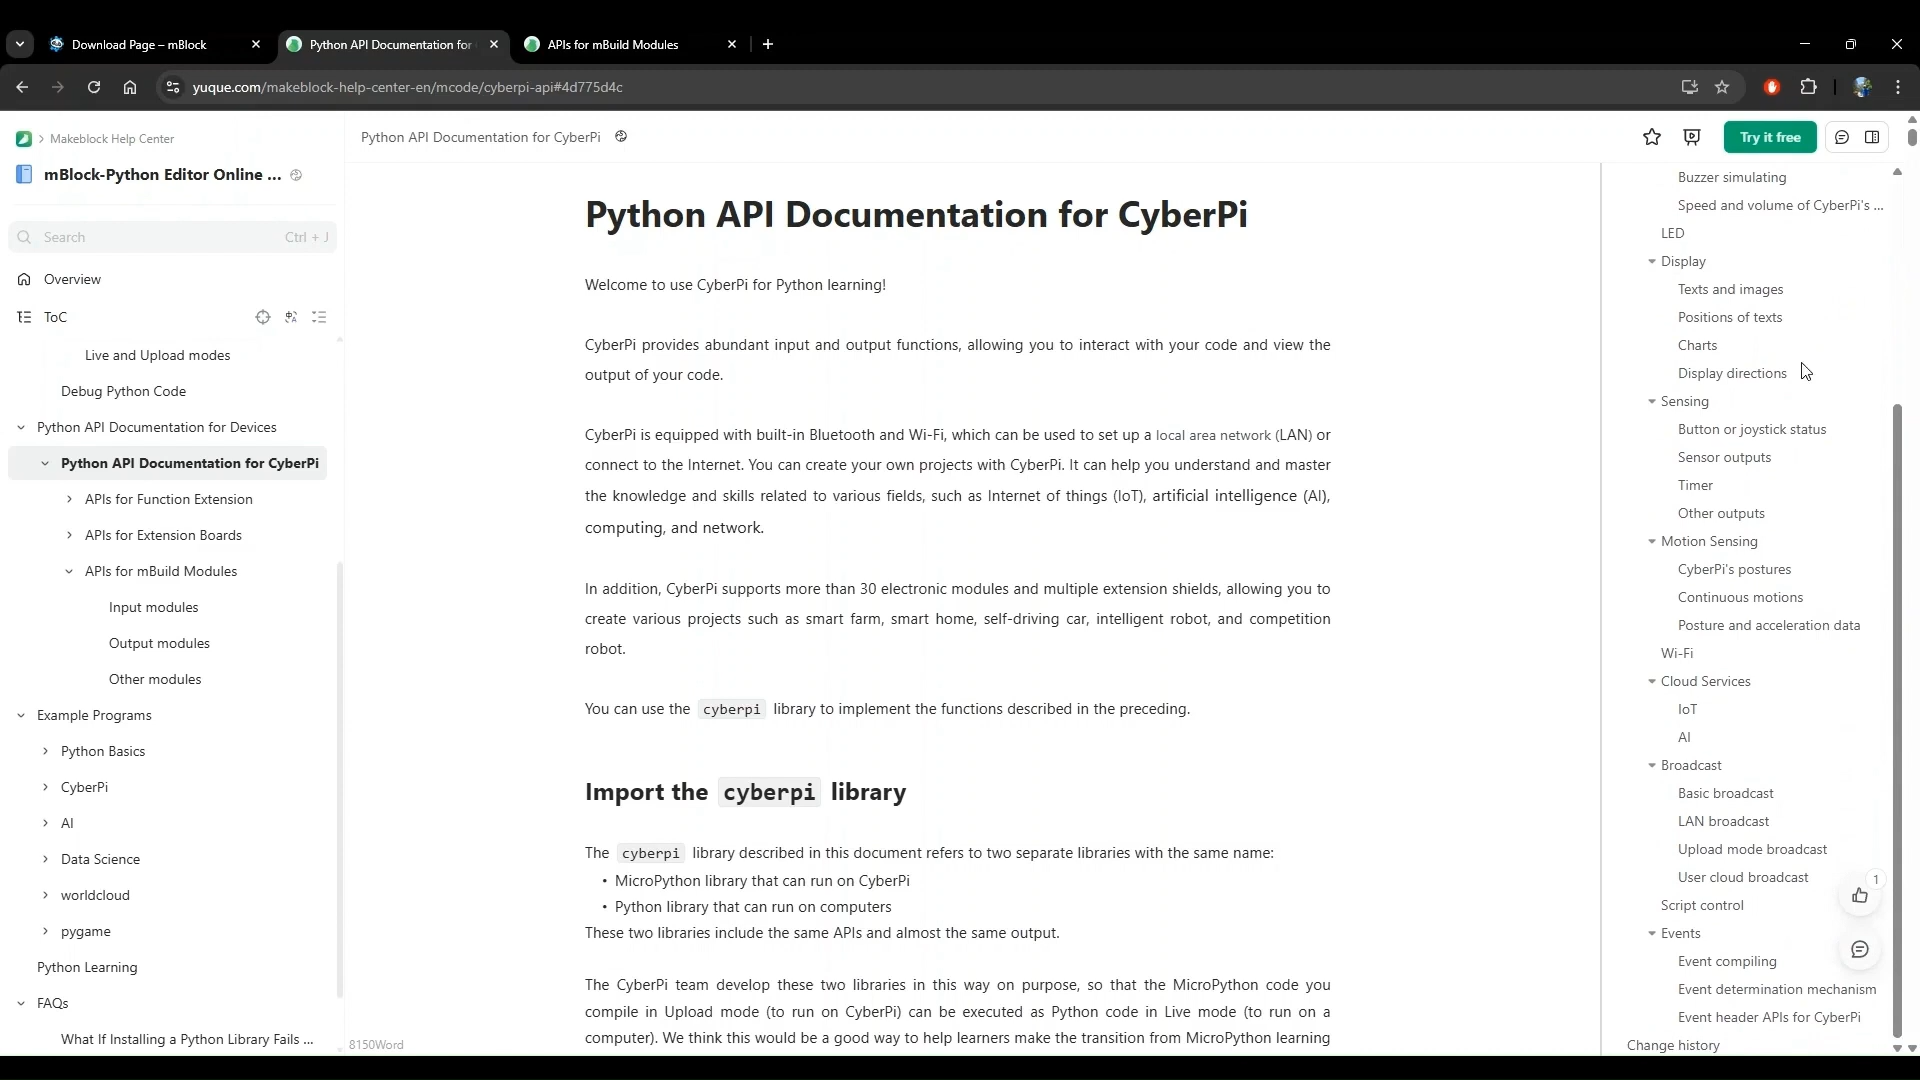 Download Page – mBlock
Python API Documentation for
APIs for mBuild Modules
yuque.com/makeblock-help-center-en/mcode/cyberpi-api#4d775d4c
Makeblock Help Center
mBlock-Python Editor Online ...
Search
Ctrl + J
Overview
ToC
Live and Upload modes
Debug Python Code
Python API Documentation for Devices
Python API Documentation for CyberPi
APIs for Function Extension
APIs for Extension Boards
APIs for mBuild Modules
Input modules
Output modules
Other modules
Example Programs
Python Basics
CyberPi
AI
Data Science
worldcloud
pygame
Python Learning
FAQs
What If Installing a Python Library Fails ...
Python API Documentation for CyberPi
Try it free
Python API Documentation for CyberPi
Welcome to use CyberPi for Python learning!
CyberPi provides abundant input and output functions, allowing you to interact with your code and view the
output of your code.
CyberPi is equipped with built-in Bluetooth and Wi-Fi, which can be used to set up a local area network (LAN) or
connect to the Internet. You can create your own projects with CyberPi. It can help you understand and master
the knowledge and skills related to various fields, such as Internet of things (IoT), artificial intelligence (AI),
computing, and network.
In addition, CyberPi supports more than 30 electronic modules and multiple extension shields, allowing you to
create various projects such as smart farm, smart home, self-driving car, intelligent robot, and competition
robot.
You can use the cyberpi library to implement the functions described in the preceding.
Import the cyberpi library
The cyberpi library described in this document refers to two separate libraries with the same name:
• MicroPython library that can run on CyberPi
• Python library that can run on computers
These two libraries include the same APIs and almost the same output.
The CyberPi team develop these two libraries in this way on purpose, so that the MicroPython code you
compile in Upload mode (to run on CyberPi) can be executed as Python code in Live mode (to run on a
computer). We think this would be a good way to help learners make the transition from MicroPython learning
8150Word
Buzzer simulating
Speed and volume of CyberPi's ...
LED
Display
Texts and images
Positions of texts
Charts
Display directions
Sensing
Button or joystick status
Sensor outputs
Timer
Other outputs
Motion Sensing
CyberPi's postures
Continuous motions
Posture and acceleration data
Wi-Fi
Cloud Services
IoT
AI
Broadcast
Basic broadcast
LAN broadcast
Upload mode broadcast
User cloud broadcast
1
Script control
Events
Event compiling
Event determination mechanism
Event header APIs for CyberPi
Change history